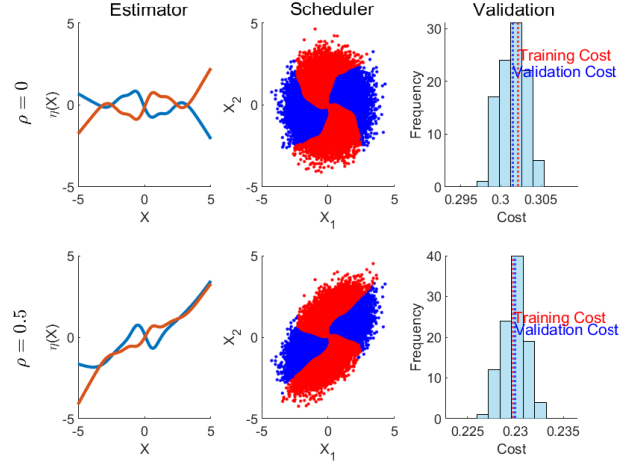 Estimator
Scheduler
Validation
ρ = 0
η(X)
5
0
-5
-5
0
5
X
X2
5
0
-5
-5
0
5
X1
Frequency
30
20
10
0
Training Cost
Validation Cost
0.295
0.3
0.305
Cost
ρ = 0.5
η(X)
5
0
-5
-5
0
5
X
X2
5
0
-5
-5
0
5
X1
Frequency
40
30
20
10
0
Training Cost
Validation Cost
0.225
0.23
0.235
Cost